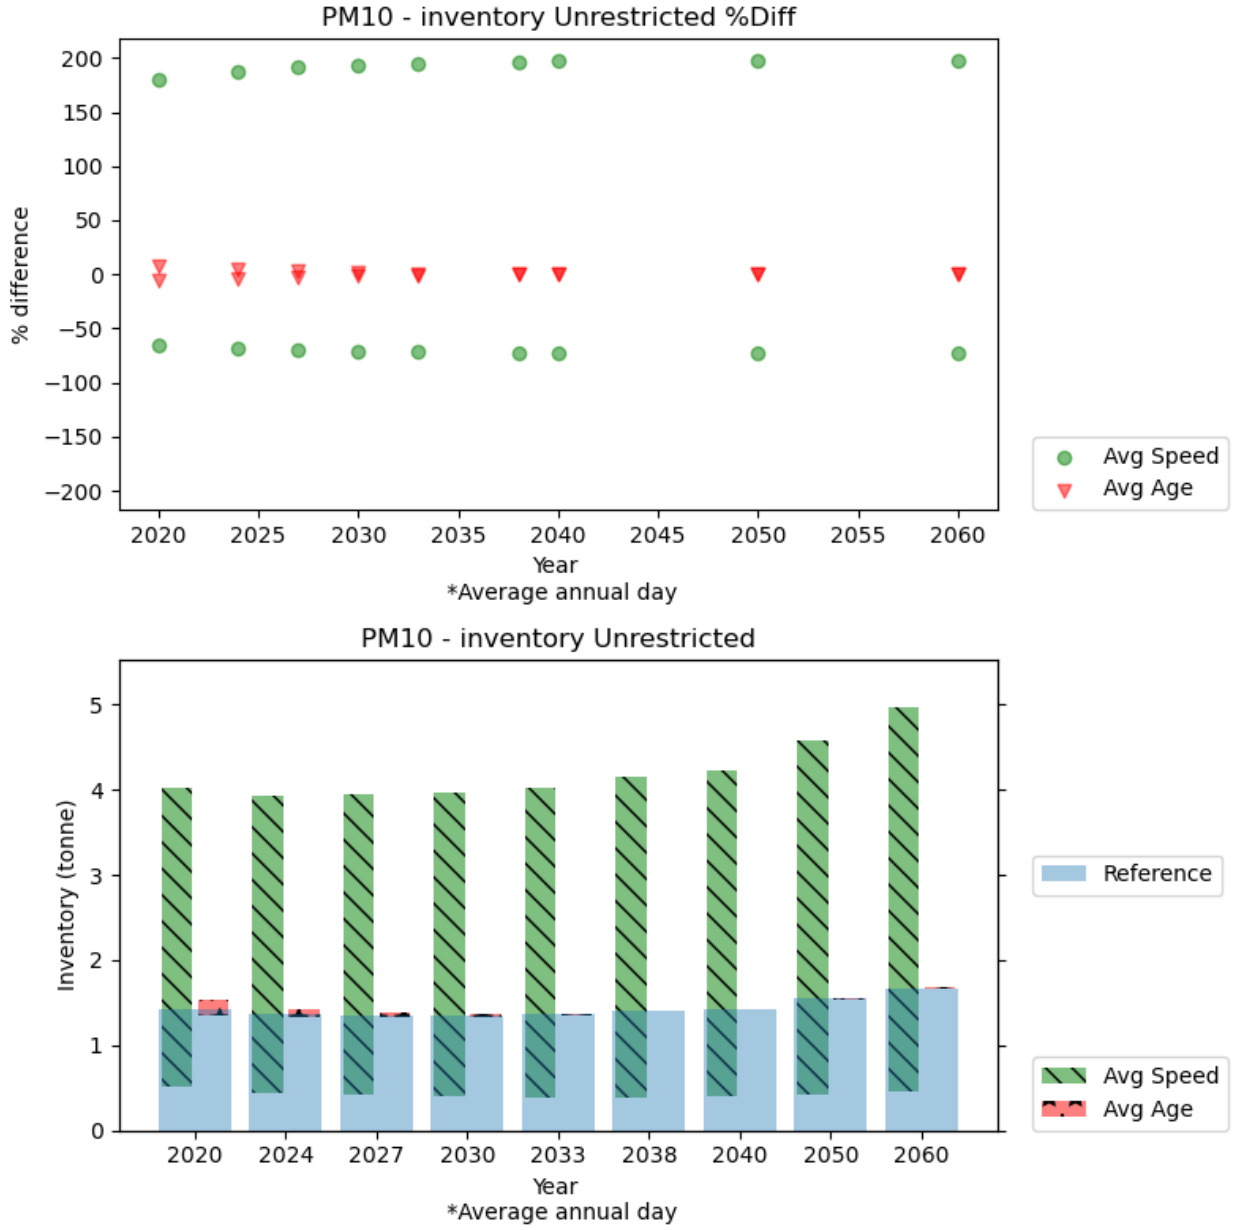 PM10 - inventory Unrestricted %Diff
200
150
100
50
0
−50
−100
−150
−200
% difference
2020 2025 2030 2035 2040 2045 2050 2055 2060
Year
*Average annual day
Avg Speed
Avg Age
PM10 - inventory Unrestricted
5
4
3
2
1
0
Inventory (tonne)
2020 2024 2027 2030 2033 2038 2040 2050 2060
Year
*Average annual day
Reference
Avg Speed
Avg Age